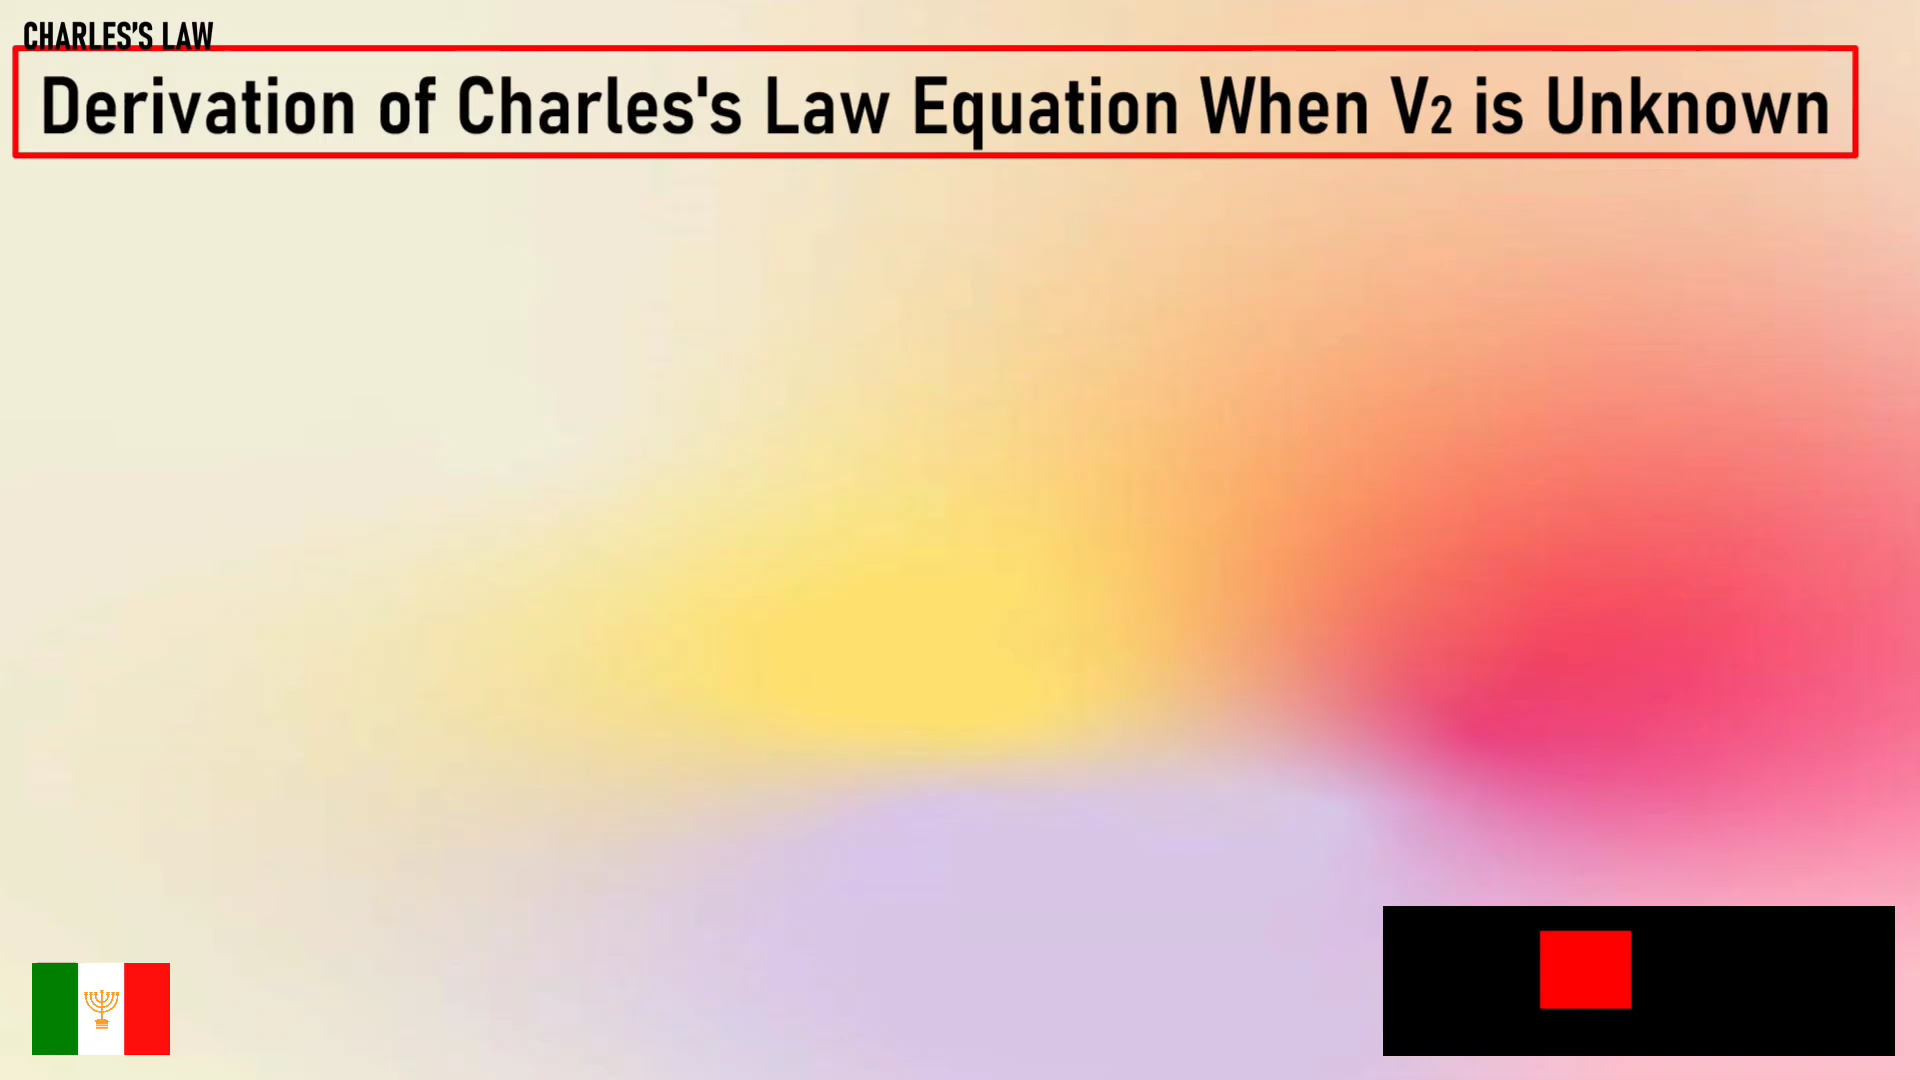 CHARLES'S LAW
Derivation of Charles's Law Equation When V₂ is Unknown